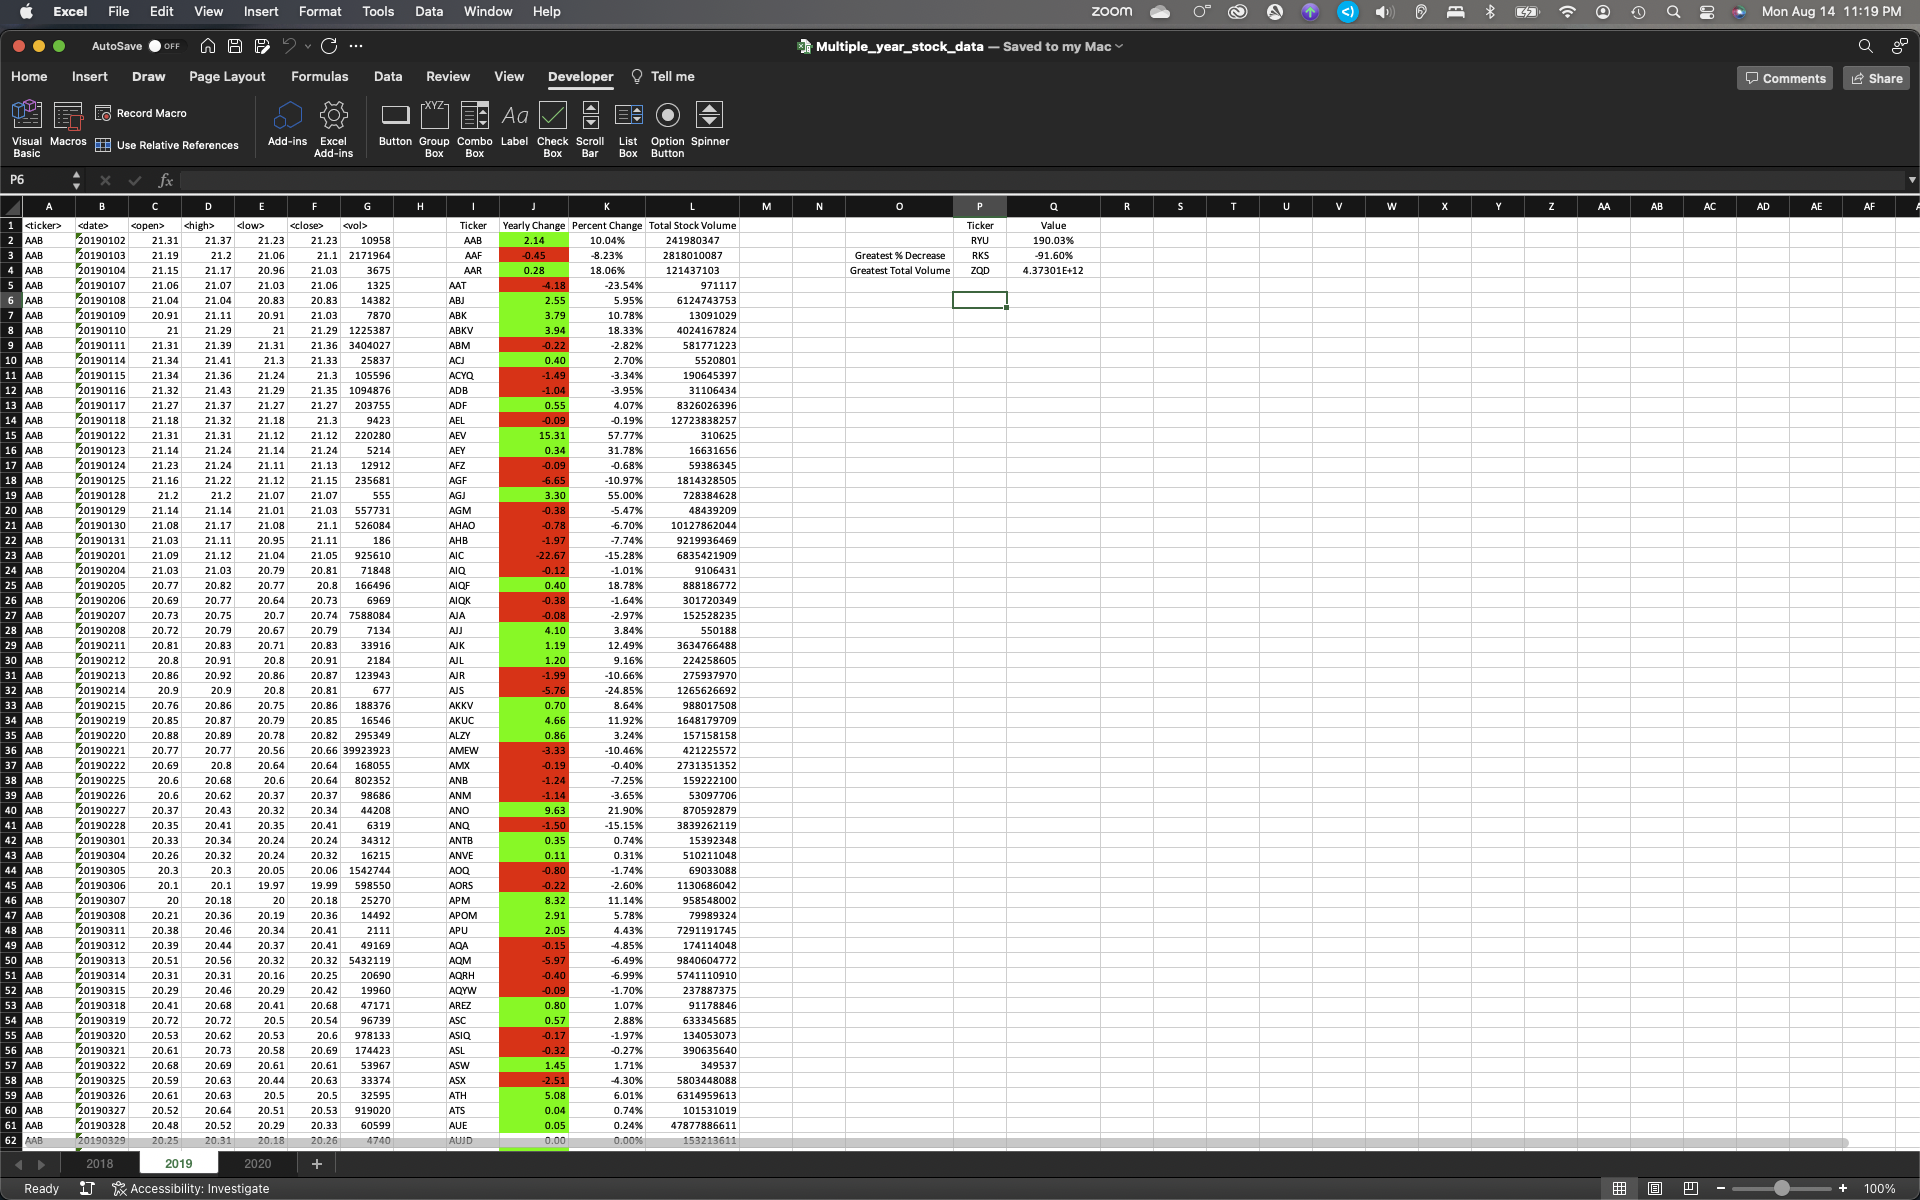 Excel File Edit View Insert Format Tools Data Window Help zoom Mon Aug 14 11:19 PM
AutoSave OFF Multiple_year_stock_data — Saved to my Mac
Home Insert Draw Page Layout Formulas Data Review View Developer Tell me Comments Share
Visual Basic Macros Record Macro Use Relative References Add-ins Excel Add-ins Button Group Box Combo Box Label Check Box Scroll Bar List Box Option Button Spinner
P6 fx
A B C D E F G H I J K L M N O P Q R S T U V W X Y Z AA AB AC AD AE AF
1 <ticker> <date> <open> <high> <low> <close> <vol> Ticker Yearly Change Percent Change Total Stock Volume Ticker Value
2 AAB 20190102 21.31 21.37 21.23 21.23 10958 AAB 2.14 10.04% 241980347 RYU 190.03%
3 AAB 20190103 21.19 21.2 21.06 21.1 2171964 AAF -0.45 -8.23% 2818010087 Greatest % Decrease RKS -91.60%
4 AAB 20190104 21.15 21.17 20.96 21.03 3675 AAR 0.28 18.06% 121437103 Greatest Total Volume ZQD 4.37301E+12
5 AAB 20190107 21.06 21.07 21.03 21.06 1325 AAT -4.18 -23.54% 971117
6 AAB 20190108 21.04 21.04 20.83 20.83 14382 ABJ 2.55 5.95% 6124743753
7 AAB 20190109 20.91 21.11 20.91 21.03 7870 ABK 3.79 10.78% 13091029
8 AAB 20190110 21 21.29 21 21.29 1225387 ABKV 3.94 18.33% 4024167824
9 AAB 20190111 21.31 21.39 21.31 21.36 3404027 ABM -0.22 -2.82% 581771223
10 AAB 20190114 21.34 21.41 21.3 21.33 25837 ACJ 0.40 2.70% 5520801
11 AAB 20190115 21.34 21.36 21.24 21.3 105596 ACYQ -1.49 -3.34% 190645397
12 AAB 20190116 21.32 21.43 21.29 21.35 1094876 ADB -1.04 -3.95% 31106434
13 AAB 20190117 21.27 21.37 21.27 21.27 203755 ADF 0.55 4.07% 8326026396
14 AAB 20190118 21.18 21.32 21.18 21.3 9423 AEL -0.09 -0.19% 12723838257
15 AAB 20190122 21.31 21.31 21.12 21.12 220280 AEV 15.31 57.77% 310625
16 AAB 20190123 21.14 21.24 21.14 21.24 5214 AEY 0.34 31.78% 16631656
17 AAB 20190124 21.23 21.24 21.11 21.13 12912 AFZ -0.09 -0.68% 59386345
18 AAB 20190125 21.16 21.22 21.12 21.15 235681 AGF -6.65 -10.97% 1814328505
19 AAB 20190128 21.2 21.2 21.07 21.07 555 AGJ 3.30 55.00% 728384628
20 AAB 20190129 21.14 21.14 21.01 21.03 557731 AGM -0.38 -5.47% 48439209
21 AAB 20190130 21.08 21.17 21.08 21.1 526084 AHAO -0.78 -6.70% 10127862044
22 AAB 20190131 21.03 21.11 20.95 21.11 186 AHB -1.97 -7.74% 9219936469
23 AAB 20190201 21.09 21.12 21.04 21.05 925610 AIC -22.67 -15.28% 6835421909
24 AAB 20190204 21.03 21.03 20.79 20.81 71848 AIQ -0.12 -1.01% 9106431
25 AAB 20190205 20.77 20.82 20.77 20.8 166496 AIQF 0.40 18.78% 888186772
26 AAB 20190206 20.69 20.77 20.64 20.73 6969 AIQK -0.38 -1.64% 301720349
27 AAB 20190207 20.73 20.75 20.7 20.74 7588084 AJA -0.08 -2.97% 152528235
28 AAB 20190208 20.72 20.79 20.67 20.79 7134 AJJ 4.10 3.84% 550188
29 AAB 20190211 20.81 20.83 20.71 20.83 33916 AJK 1.19 12.49% 3634766488
30 AAB 20190212 20.8 20.91 20.8 20.91 2184 AJL 1.20 9.16% 224258605
31 AAB 20190213 20.86 20.92 20.86 20.87 123943 AJR -1.99 -10.66% 275937970
32 AAB 20190214 20.9 20.9 20.8 20.81 677 AJS -5.76 -24.85% 1265626692
33 AAB 20190215 20.76 20.86 20.75 20.86 188376 AKKV 0.70 8.64% 988017508
34 AAB 20190219 20.85 20.87 20.79 20.85 16546 AKUC 4.66 11.92% 1648179709
35 AAB 20190220 20.88 20.89 20.78 20.82 295349 ALZY 0.86 3.24% 157158158
36 AAB 20190221 20.77 20.77 20.56 20.66 39923923 AMEW -3.33 -10.46% 421225572
37 AAB 20190222 20.69 20.8 20.64 20.64 168055 AMX -0.19 -0.40% 2731351352
38 AAB 20190225 20.6 20.68 20.6 20.64 802352 ANB -1.24 -7.25% 159222100
39 AAB 20190226 20.6 20.62 20.37 20.37 98686 ANM -1.14 -3.65% 53097706
40 AAB 20190227 20.37 20.43 20.32 20.34 44208 ANO 9.63 21.90% 870592879
41 AAB 20190228 20.35 20.41 20.35 20.41 6319 ANQ -1.50 -15.15% 3839262119
42 AAB 20190301 20.33 20.34 20.24 20.24 34312 ANTB 0.35 0.74% 15392348
43 AAB 20190304 20.26 20.32 20.24 20.32 16215 ANVE 0.11 0.31% 510211048
44 AAB 20190305 20.3 20.3 20.05 20.06 1542744 AOQ -0.80 -1.74% 69033088
45 AAB 20190306 20.1 20.1 19.97 19.99 598550 AORS -0.22 -2.60% 1130686042
46 AAB 20190307 20 20.18 20 20.18 25270 APM 8.32 11.14% 958548002
47 AAB 20190308 20.21 20.36 20.19 20.36 14492 APOM 2.91 5.78% 79989324
48 AAB 20190311 20.38 20.46 20.34 20.41 2111 APU 2.05 4.43% 7291191745
49 AAB 20190312 20.39 20.44 20.37 20.41 49169 AQA -0.15 -4.85% 174114048
50 AAB 20190313 20.51 20.56 20.32 20.32 5432119 AQM -5.97 -6.49% 9840604772
51 AAB 20190314 20.31 20.31 20.16 20.25 20690 AQRH -0.40 -6.99% 5741110910
52 AAB 20190315 20.29 20.46 20.29 20.42 19960 AQYW -0.09 -1.70% 237887375
53 AAB 20190318 20.41 20.68 20.41 20.68 47171 AREZ 0.80 1.07% 91178846
54 AAB 20190319 20.72 20.72 20.5 20.54 96739 ASC 0.57 2.88% 633345685
55 AAB 20190320 20.53 20.62 20.53 20.6 978133 ASIQ -0.17 -1.97% 134053073
56 AAB 20190321 20.61 20.73 20.58 20.69 174423 ASL -0.32 -0.27% 390635640
57 AAB 20190322 20.68 20.69 20.61 20.61 53967 ASW 1.45 1.71% 349537
58 AAB 20190325 20.59 20.63 20.44 20.63 33374 ASX -2.51 -4.30% 5803448088
59 AAB 20190326 20.61 20.63 20.5 20.5 32595 ATH 5.08 6.01% 6314959613
60 AAB 20190327 20.52 20.64 20.51 20.53 919020 ATS 0.04 0.74% 101531019
61 AAB 20190328 20.48 20.52 20.29 20.33 60599 AUE 0.05 0.24% 47877886611
62 AAB 20190329 20.25 20.31 20.18 20.26 4740 AUJD 0.00 0.00% 153213611
2018 2019 2020 +
Ready Accessibility: Investigate 100%